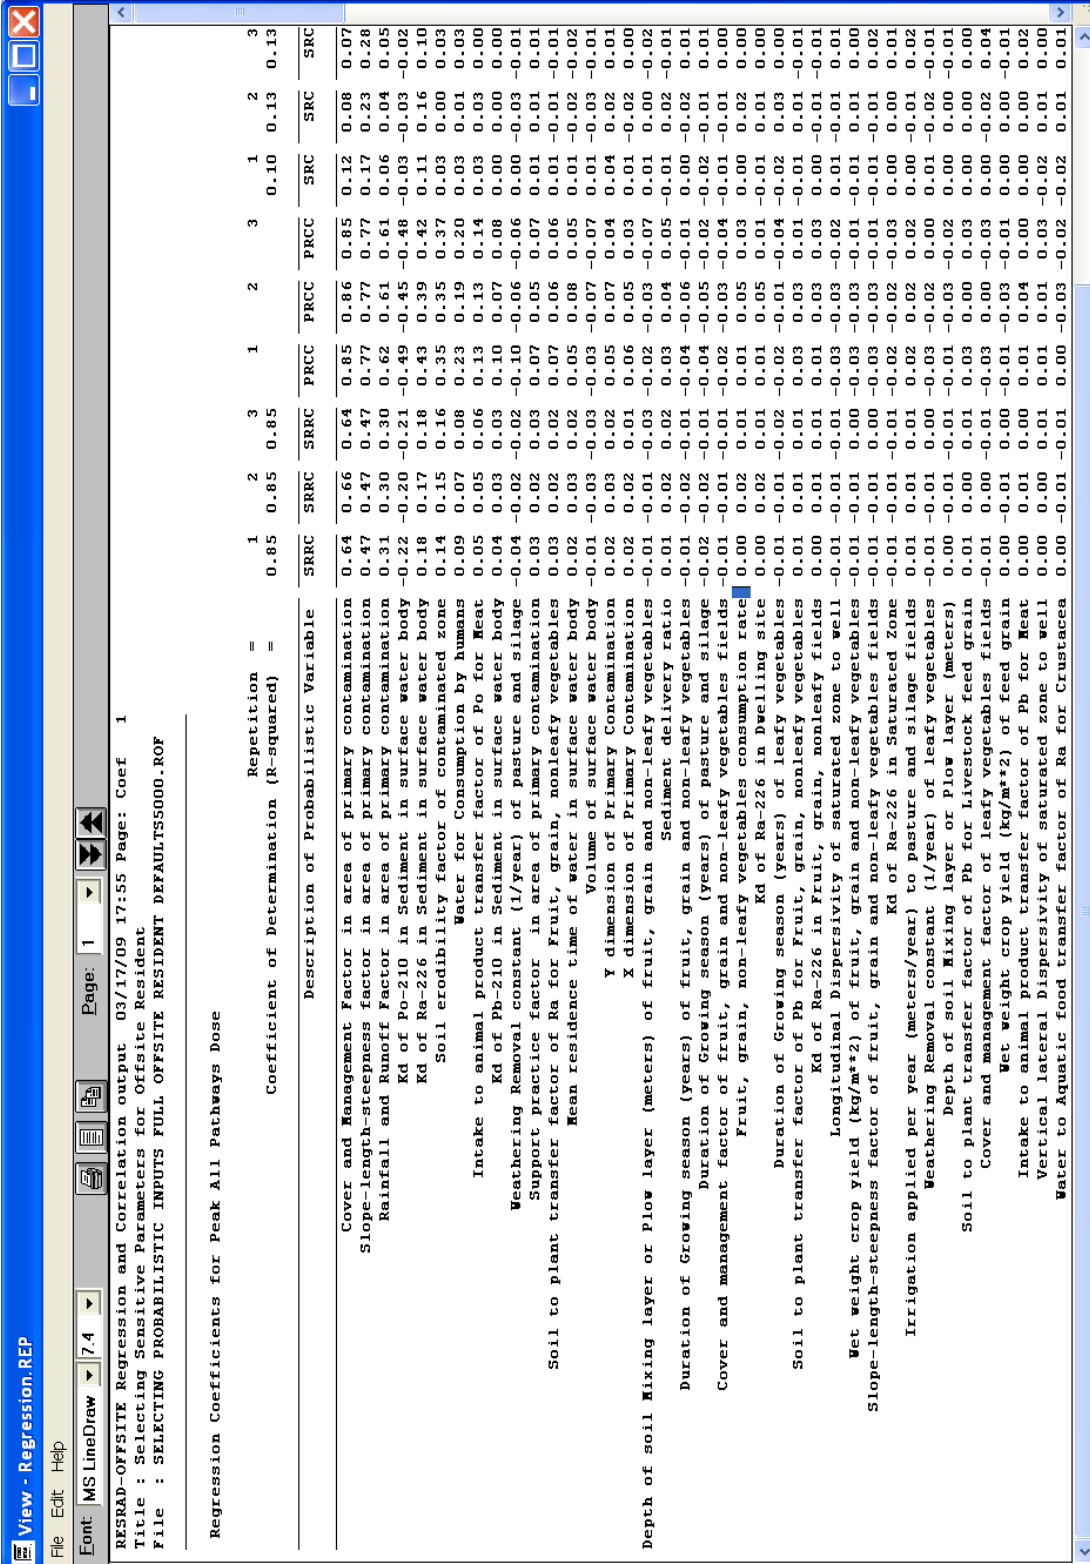 View - Regression.REP
File Edit Help
Font: MS LineDraw 7.4 Page: 1
RESRAD-OFFSITE Regression and Correlation output 03/17/09 17:55 Page: Coef 1
Title : Selecting Sensitive Parameters for Offsite Resident
File : SELECTING PROBABILISTIC INPUTS FULL OFFSITE RESIDENT DEFAULTS5000.ROF
Regression Coefficients for Peak All Pathways Dose
Repetition = 1 2 3 1 2 3 1 2 3
Coefficient of Determination (R-squared) = 0.85 0.85 0.85 0.10 0.13 0.13
Description of Probabilistic Variable SRRC SRRC SRRC PRCC PRCC PRCC SRC SRC SRC
Cover and Management Factor in area of primary contamination 0.64 0.66 0.64 0.85 0.86 0.85 0.12 0.08 0.07
Slope-length-steepness factor in area of primary contamination 0.47 0.47 0.47 0.77 0.77 0.77 0.17 0.23 0.28
Rainfall and Runoff Factor in area of primary contamination 0.31 0.30 0.30 0.62 0.61 0.61 0.06 0.04 0.05
Kd of Po-210 in Sediment in surface water body -0.22 -0.20 -0.21 -0.49 -0.45 -0.48 -0.03 -0.03 -0.02
Kd of Ra-226 in Sediment in surface water body 0.18 0.17 0.18 0.43 0.39 0.42 0.11 0.16 0.10
Soil erodibility factor of contaminated zone 0.14 0.15 0.16 0.35 0.35 0.37 0.03 0.00 0.03
Water for Consumption by humans 0.09 0.07 0.08 0.23 0.19 0.20 0.03 0.01 0.03
Intake to animal product transfer factor of Po for Meat 0.05 0.05 0.06 0.13 0.13 0.14 0.03 0.03 0.00
Kd of Pb-210 in Sediment in surface water body 0.04 0.03 0.03 0.10 0.07 0.08 0.00 0.00 0.00
Weathering Removal constant (1/year) of pasture and silage -0.04 -0.02 -0.02 -0.10 -0.06 -0.06 0.00 -0.03 -0.01
Support practice factor in area of primary contamination 0.03 0.02 0.03 0.07 0.05 0.07 0.01 0.01 0.01
Soil to plant transfer factor of Ra for Fruit, grain, nonleafy vegetables 0.03 0.02 0.02 0.07 0.06 0.06 -0.01 0.01 -0.01
Mean residence time of water in surface water body 0.02 0.03 0.02 0.05 0.08 0.05 0.01 -0.02 -0.02
Volume of surface water body -0.01 -0.03 -0.03 -0.03 -0.07 -0.07 0.01 -0.03 0.01
Y dimension of Primary Contamination 0.02 0.03 0.02 0.05 0.07 0.04 0.04 -0.02 0.01
X dimension of Primary Contamination 0.02 0.02 0.01 0.06 0.05 0.03 0.01 -0.02 0.00
Depth of soil Mixing layer or Plow layer (meters) of fruit, grain and non-leafy vegetables -0.01 -0.01 -0.03 -0.02 -0.03 -0.07 0.01 0.00 -0.02
Sediment delivery ratio 0.01 0.02 0.02 0.03 0.04 0.05 -0.01 -0.02 -0.01
Duration of Growing season (years) of fruit, grain and non-leafy vegetables -0.01 -0.02 -0.01 -0.04 -0.06 -0.01 0.00 -0.02 0.01
Duration of Growing season (years) of pasture and silage -0.02 -0.02 -0.01 -0.04 -0.05 -0.02 -0.02 -0.01 0.01
Cover and management factor of fruit, grain and non-leafy vegetables fields -0.01 -0.01 -0.02 -0.02 -0.03 -0.04 -0.01 -0.01 0.00
Fruit, grain, non-leafy vegetables consumption rate 0.00 0.02 0.01 0.01 0.05 0.03 0.00 0.02 0.00
Kd of Ra-226 in Dwelling site 0.00 0.02 0.01 0.01 0.05 0.01 -0.01 0.01 0.00
Duration of Growing season (years) of leafy vegetables -0.01 -0.01 -0.02 -0.02 -0.01 -0.04 -0.02 0.03 0.01
Soil to plant transfer factor of Pb for Fruit, grain, nonleafy vegetables 0.01 0.01 0.01 0.03 0.03 0.01 0.01 0.01 -0.01
Kd of Ra-226 in Fruit, grain, nonleafy fields 0.00 0.01 0.01 0.01 0.03 0.03 0.00 0.01 -0.01
Longitudinal Dispersivity of saturated zone to well -0.01 -0.01 -0.01 -0.03 -0.03 -0.02 -0.01 -0.01 0.01
Wet weight crop yield (kg/m**2) of fruit, grain and non-leafy vegetables -0.01 -0.01 -0.00 -0.03 -0.03 -0.01 0.01 0.01 0.00
Slope-length-steepness factor of fruit, grain and non-leafy vegetables fields -0.01 -0.01 0.00 -0.03 -0.03 -0.01 -0.01 -0.01 0.03
Kd of Ra-226 in Saturated Zone -0.01 -0.01 -0.01 -0.02 -0.02 -0.03 0.01 0.00 0.01
Irrigation applied per year (meters/year) to pasture and silage fields 0.01 0.01 0.01 0.02 0.02 0.02 0.00 -0.01 0.02
Weathering Removal constant (1/year) of leafy vegetables -0.01 -0.01 0.00 -0.03 -0.02 0.00 0.01 -0.02 -0.01
Depth of soil Mixing layer or Plow layer (meters) 0.00 -0.01 -0.01 -0.01 -0.03 -0.02 0.00 0.00 0.01
Soil to plant transfer factor of Pb for Livestock feed grain 0.01 0.00 0.01 0.03 0.01 0.03 0.00 0.00 0.00
Cover and management factor of leafy vegetables fields -0.01 0.00 -0.01 -0.03 0.00 -0.03 0.00 -0.02 -0.04
Wet weight crop yield (kg/m**2) of feed grain 0.00 -0.01 0.01 -0.01 -0.03 0.01 -0.01 0.00 -0.01
Intake to animal product transfer factor of Pb for Meat 0.00 0.01 0.00 0.01 0.04 0.00 0.00 0.00 0.02
Vertical lateral Dispersivity of saturated zone to well 0.00 0.00 0.01 0.01 0.01 0.03 -0.02 0.01 0.00
Water to Aquatic food transfer factor of Ra for Crustacea 0.00 -0.01 0.01 0.00 -0.03 0.02 -0.02 0.01 0.01